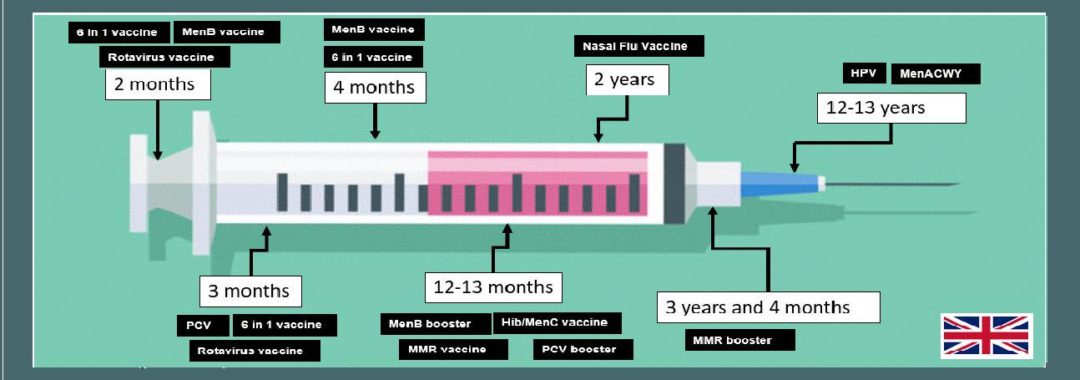 6 in 1 vaccine
MenB vaccine
Rotavirus vaccine
2 months
MenB vaccine
6 in 1 vaccine
4 months
Nasal Flu Vaccine
2 years
HPV
MenACWY
12-13 years
3 months
PCV
6 in 1 vaccine
Rotavirus vaccine
12-13 months
MenB booster
Hib/MenC vaccine
MMR vaccine
PCV booster
3 years and 4 months
MMR booster